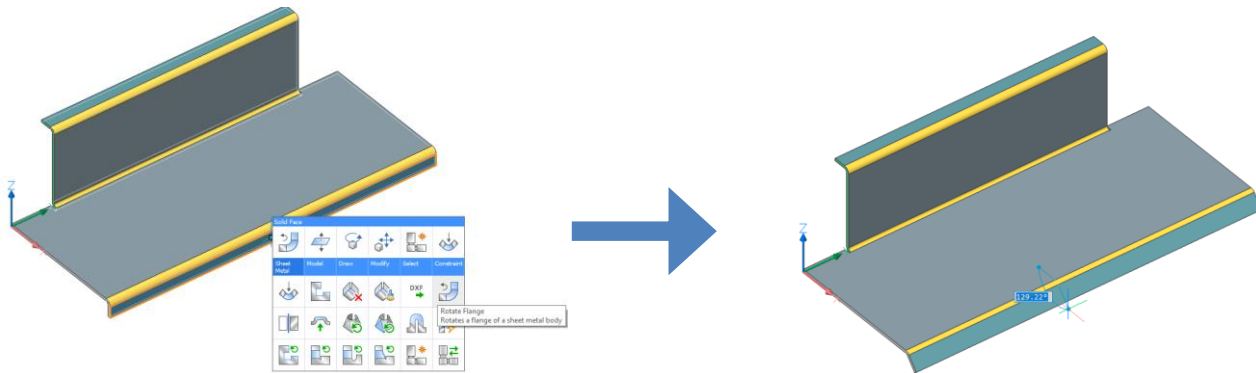 Z
Z
Solid Face
Sheet Metal Model Draw Modify Select Constraint
DXF
Rotate Flange
Rotates a flange of a sheet metal body
129.22°